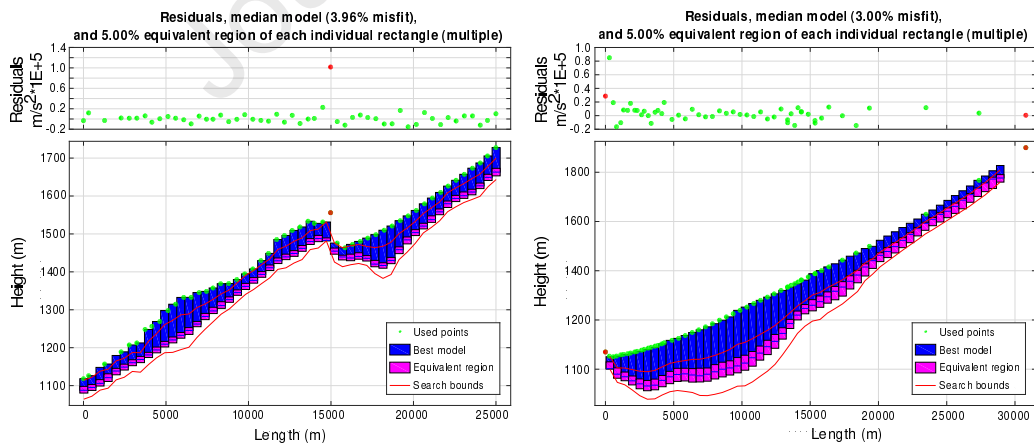 Residuals, median model (3.96% misfit),
and 5.00% equivalent region of each individual rectangle (multiple)
Residuals
m/s²*1E+5
1.4
1.0
0.6
0.2
-0.2
Height (m)
1700
1600
1500
1400
1300
1200
1100
Used points
Best model
Equivalent region
Search bounds
0
5000
10000
15000
20000
25000
Length (m)
Residuals, median model (3.00% misfit),
and 5.00% equivalent region of each individual rectangle (multiple)
Residuals
m/s²*1E+5
1.0
0.8
0.6
0.4
0.2
0
-0.2
Height (m)
1800
1600
1400
1200
1100
Used points
Best model
Equivalent region
Search bounds
0
5000
10000
15000
20000
25000
30000
Length (m)